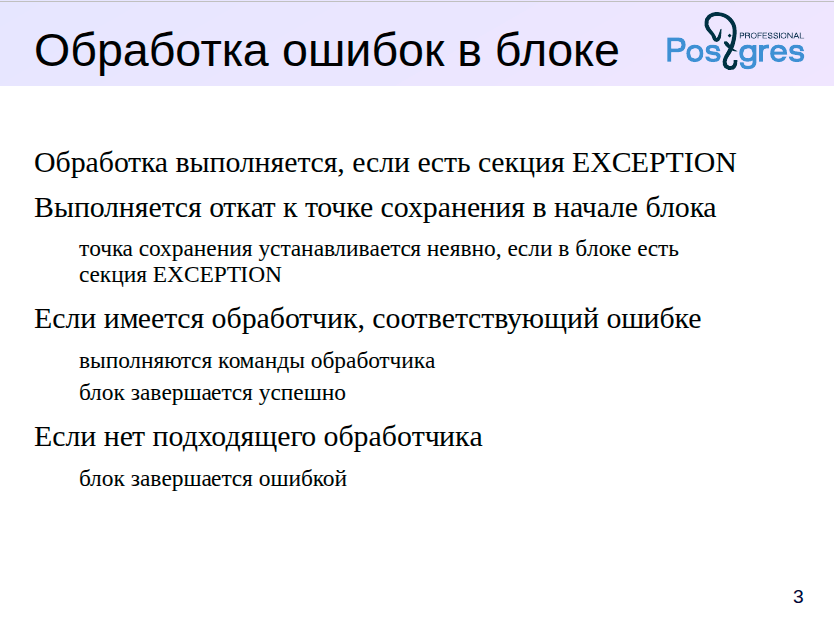 Обработка ошибок в блоке
PROFESSIONAL
Postgres
Обработка выполняется, если есть секция EXCEPTION
Выполняется откат к точке сохранения в начале блока
точка сохранения устанавливается неявно, если в блоке есть
секция EXCEPTION
Если имеется обработчик, соответствующий ошибке
выполняются команды обработчика
блок завершается успешно
Если нет подходящего обработчика
блок завершается ошибкой
3